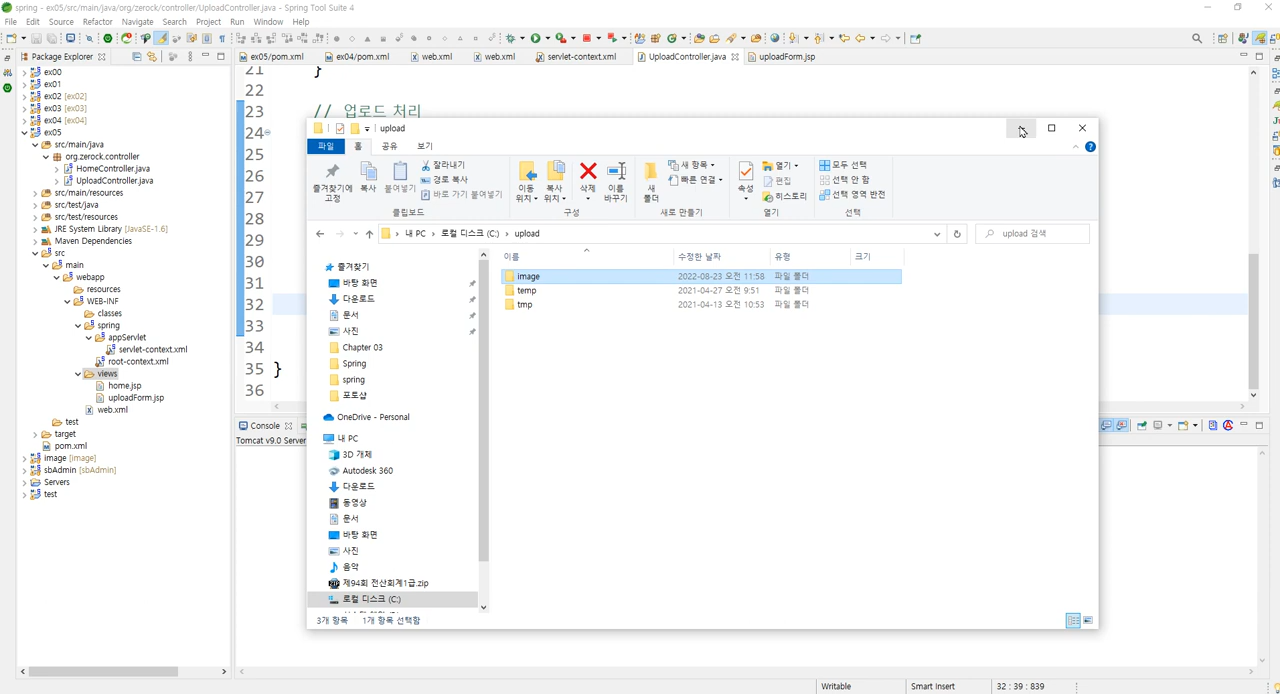 spring - ex05/src/main/java/org/zerock/controller/UploadController.java - Spring Tool Suite 4
File Edit Source Refactor Navigate Search Project Run Window Help
Package Explorer
ex05/pom.xml ex04/pom.xml web.xml web.xml servlet-context.xml UploadController.java uploadForm.jsp
ex00
ex01
ex02 [ex02]
ex03 [ex03]
ex04 [ex04]
ex05
src/main/java
org.zerock.controller
HomeController.java
UploadController.java
src/main/resources
src/test/java
src/test/resources
JRE System Library [JavaSE-1.6]
Maven Dependencies
src
main
webapp
resources
WEB-INF
classes
spring
appServlet
servlet-context.xml
root-context.xml
views
home.jsp
uploadForm.jsp
web.xml
test
target
pom.xml
image [image]
sbAdmin [sbAdmin]
Servers
test
21 }
22
23 // 업로드 처리
24
25
26
27
28
29
30
31
32
33
34
35 }
36
Console
Tomcat v9.0 Server
upload
파일 홈 공유 보기
즐겨찾기에 고정
복사
붙여넣기
잘라내기
경로 복사
바로 가기 붙여넣기
클립보드
이동 위치
복사 위치
삭제
이름 바꾸기
구성
새 폴더
새 항목
빠른 연결
새로 만들기
속성
열기
편집
히스토리
열기
모두 선택
선택 안 함
선택 영역 반전
선택
내 PC 로컬 디스크 (C:) upload
upload 검색
이름 수정한 날짜 유형 크기
image 2022-08-23 오전 11:58 파일 폴더
temp 2021-04-27 오전 9:51 파일 폴더
tmp 2021-04-13 오전 10:53 파일 폴더
즐겨찾기
바탕 화면
다운로드
문서
사진
Chapter 03
Spring
spring
포토샵
OneDrive - Personal
내 PC
3D 개체
Autodesk 360
다운로드
동영상
문서
바탕 화면
사진
음악
제94회 전산회계1급.zip
로컬 디스크 (C:)
3개 항목 1개 항목 선택함
Writable Smart Insert 32 : 39 : 839